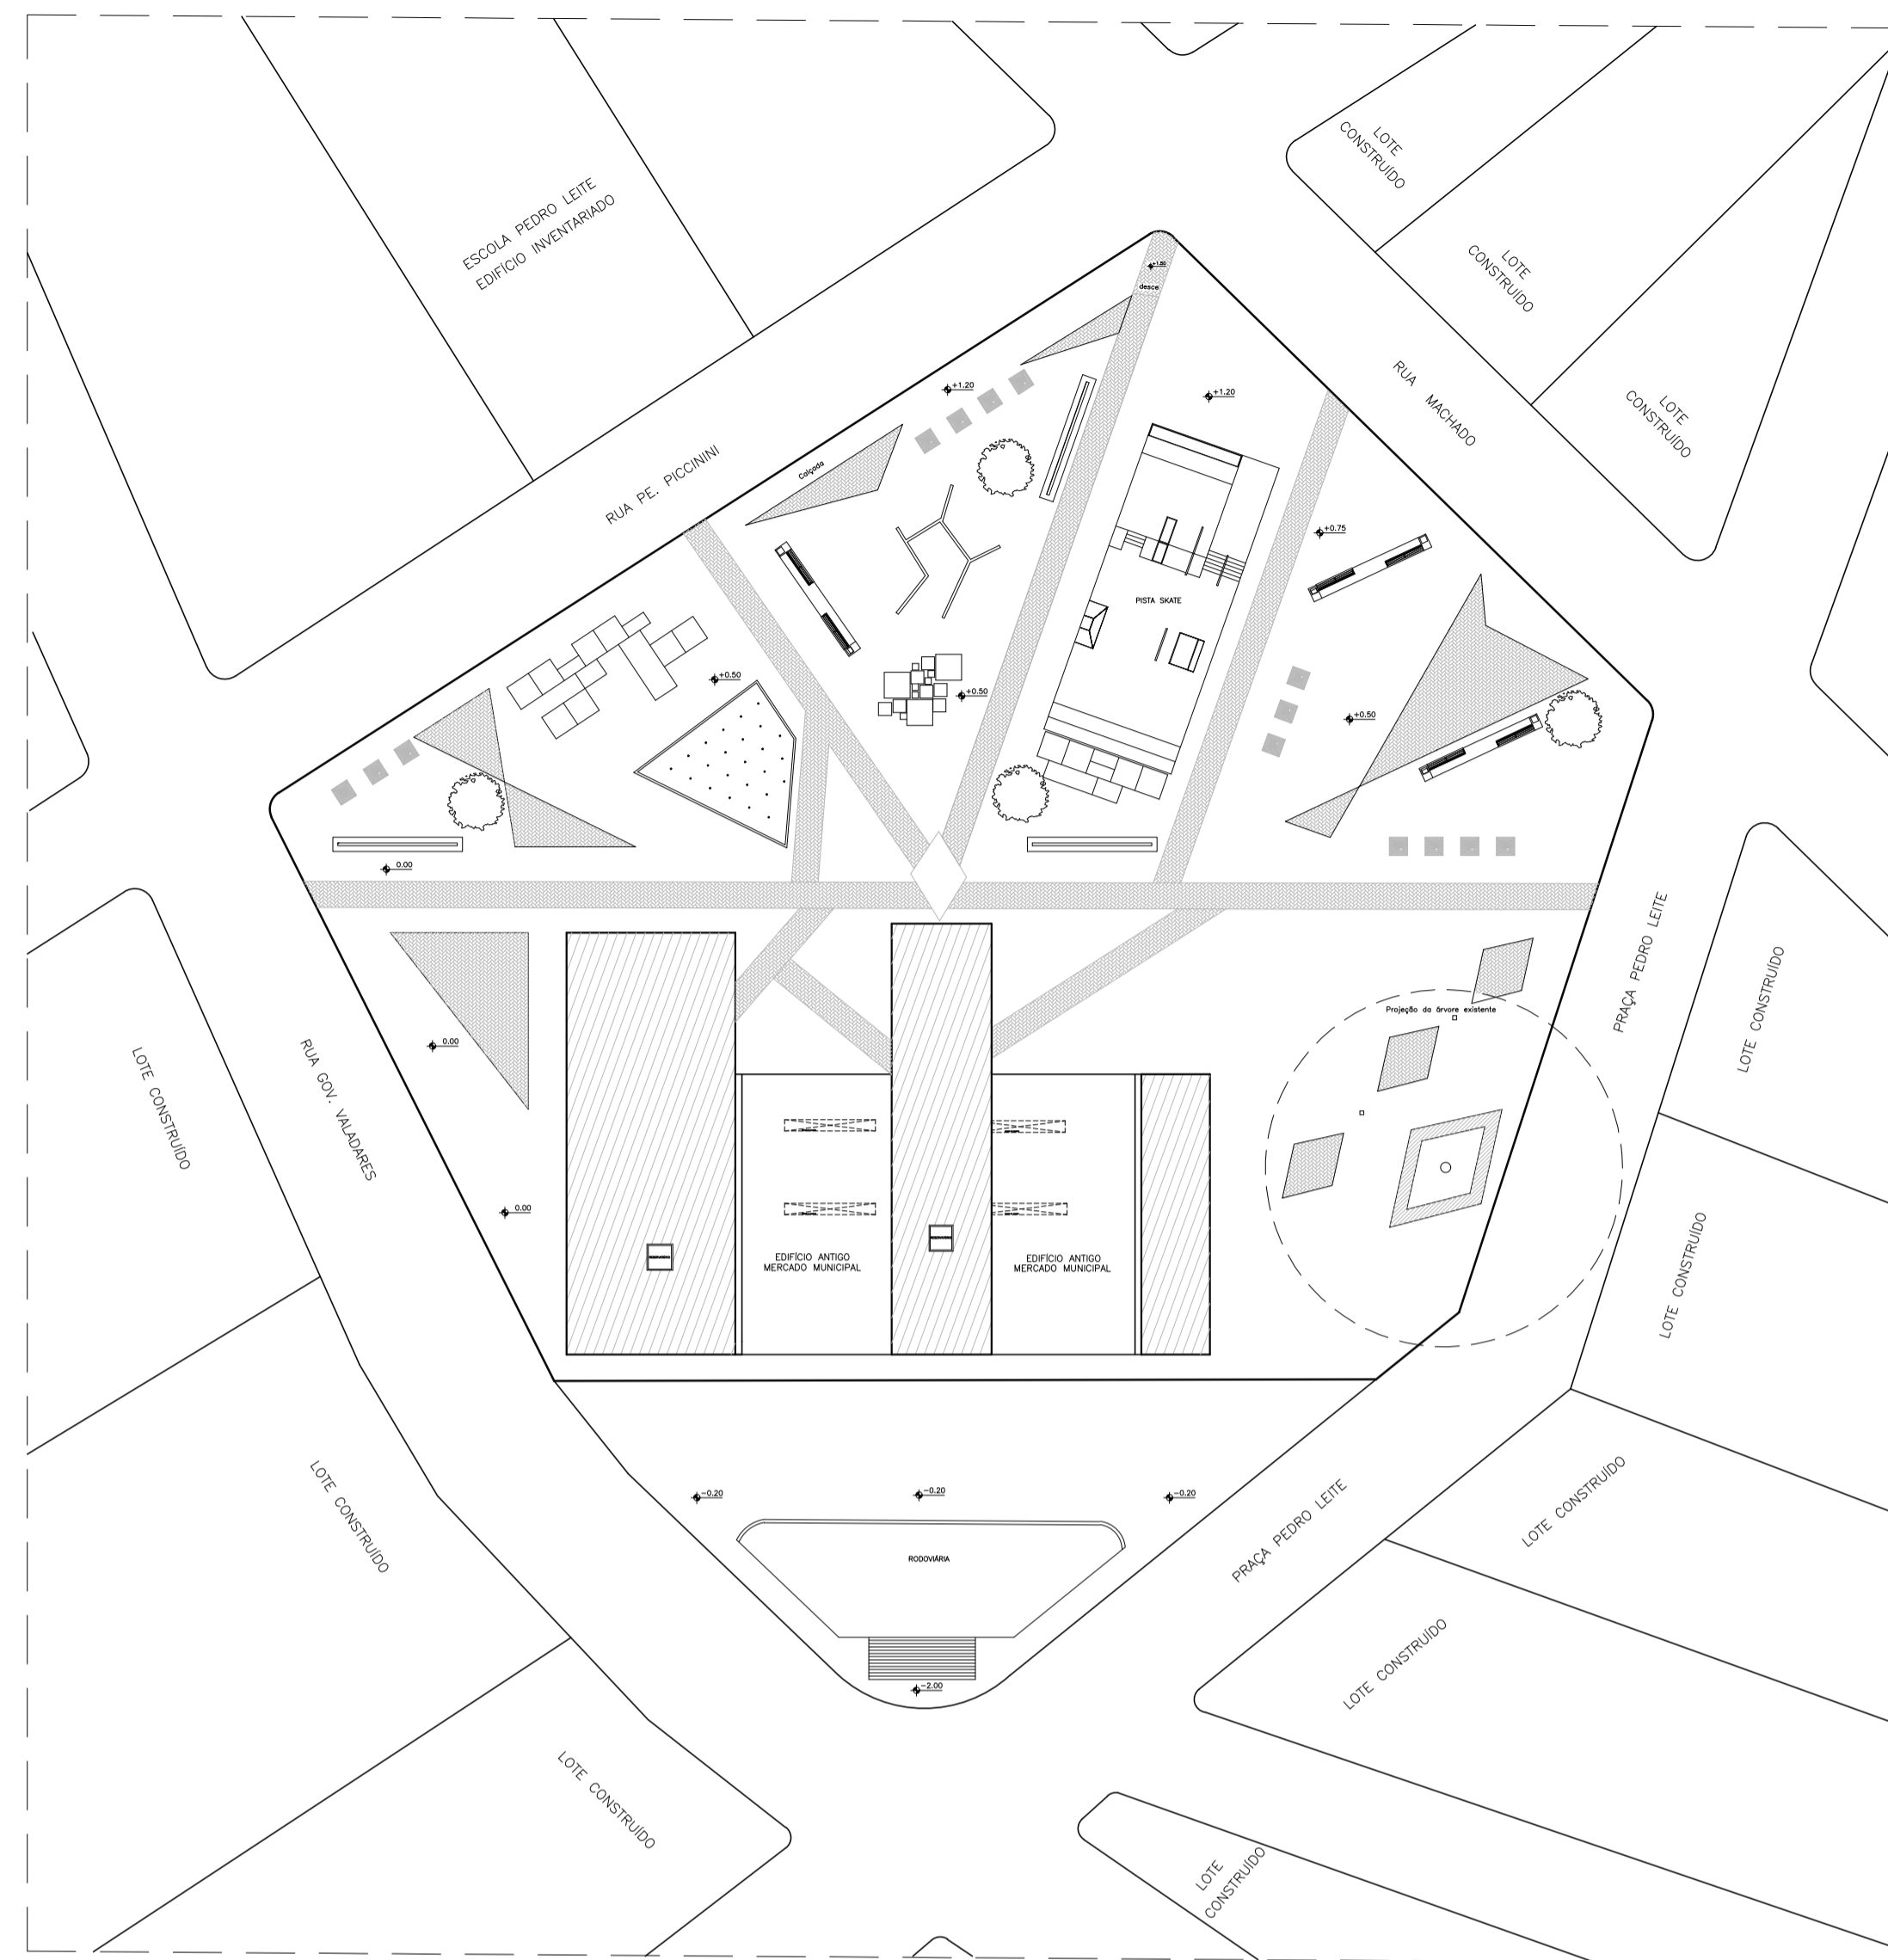 LOTE
CONSTRUÍDO
ESCOLA PEDRO LEITE
EDIFÍCIO INVENTARIADO
LOTE
CONSTRUÍDO
+1.50
desce
RUA MACHADO
LOTE
CONSTRUÍDO
+1.20
+1.20
RUA PE. PICCININI
Calçada
+0.75
PISTA SKATE
+0.50
+0.50
+0.50
0.00
PRAÇA PEDRO LEITE
LOTE CONSTRUÍDO
Projeção da árvore existente
0.00
LOTE CONSTRUÍDO
RUA GOV. VALADARES
0.00
LOTE CONSTRUÍDO
EDIFÍCIO ANTIGO
MERCADO MUNICIPAL
EDIFÍCIO ANTIGO
MERCADO MUNICIPAL
LOTE CONSTRUÍDO
-0.20
-0.20
-0.20
LOTE CONSTRUÍDO
PRAÇA PEDRO LEITE
RODOVIÁRIA
LOTE CONSTRUÍDO
-2.00
LOTE CONSTRUÍDO
LOTE
CONSTRUÍDO